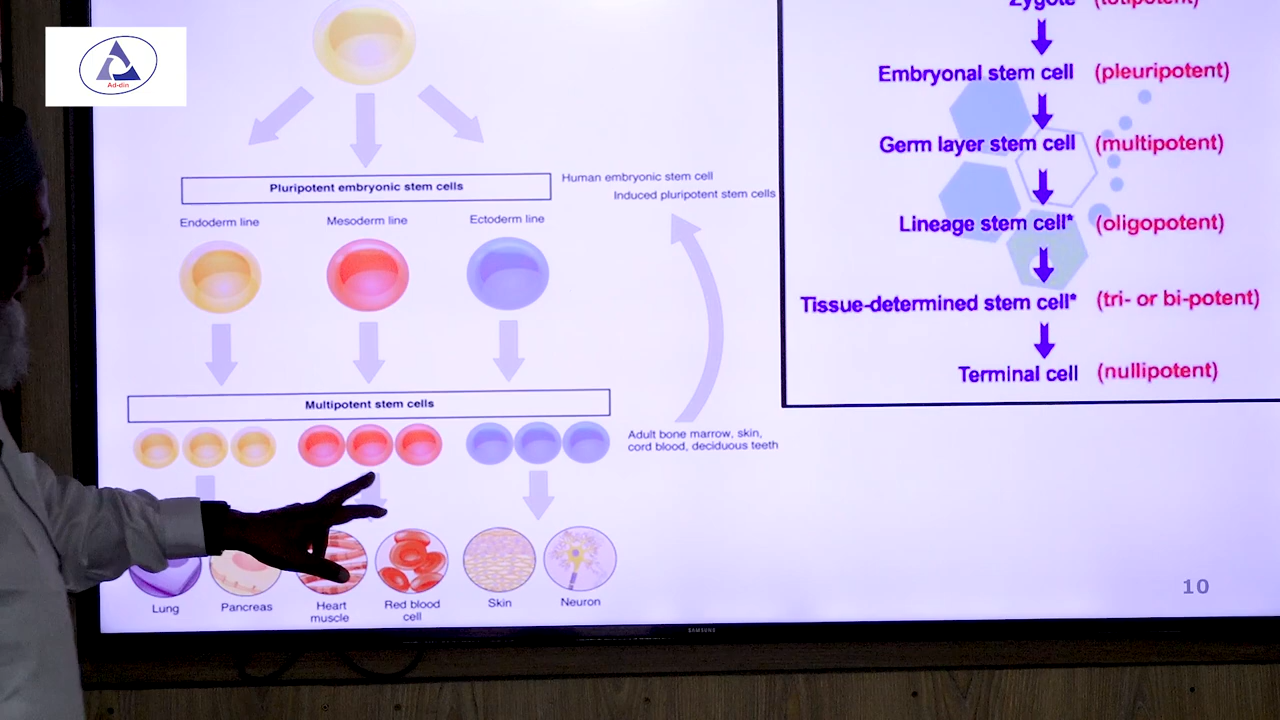 Ad-din
Pluripotent embryonic stem cells
Human embryonic stem cell
Induced pluripotent stem cells
Endoderm line
Mesoderm line
Ectoderm line
Multipotent stem cells
Adult bone marrow, skin,
cord blood, deciduous teeth
Lung
Pancreas
Heart
muscle
Red blood
cell
Skin
Neuron
Zygote (totipotent)
Embryonal stem cell (pleuripotent)
Germ layer stem cell (multipotent)
Lineage stem cell* (oligopotent)
Tissue-determined stem cell* (tri- or bi-potent)
Terminal cell (nullipotent)
10
SAMSUNG